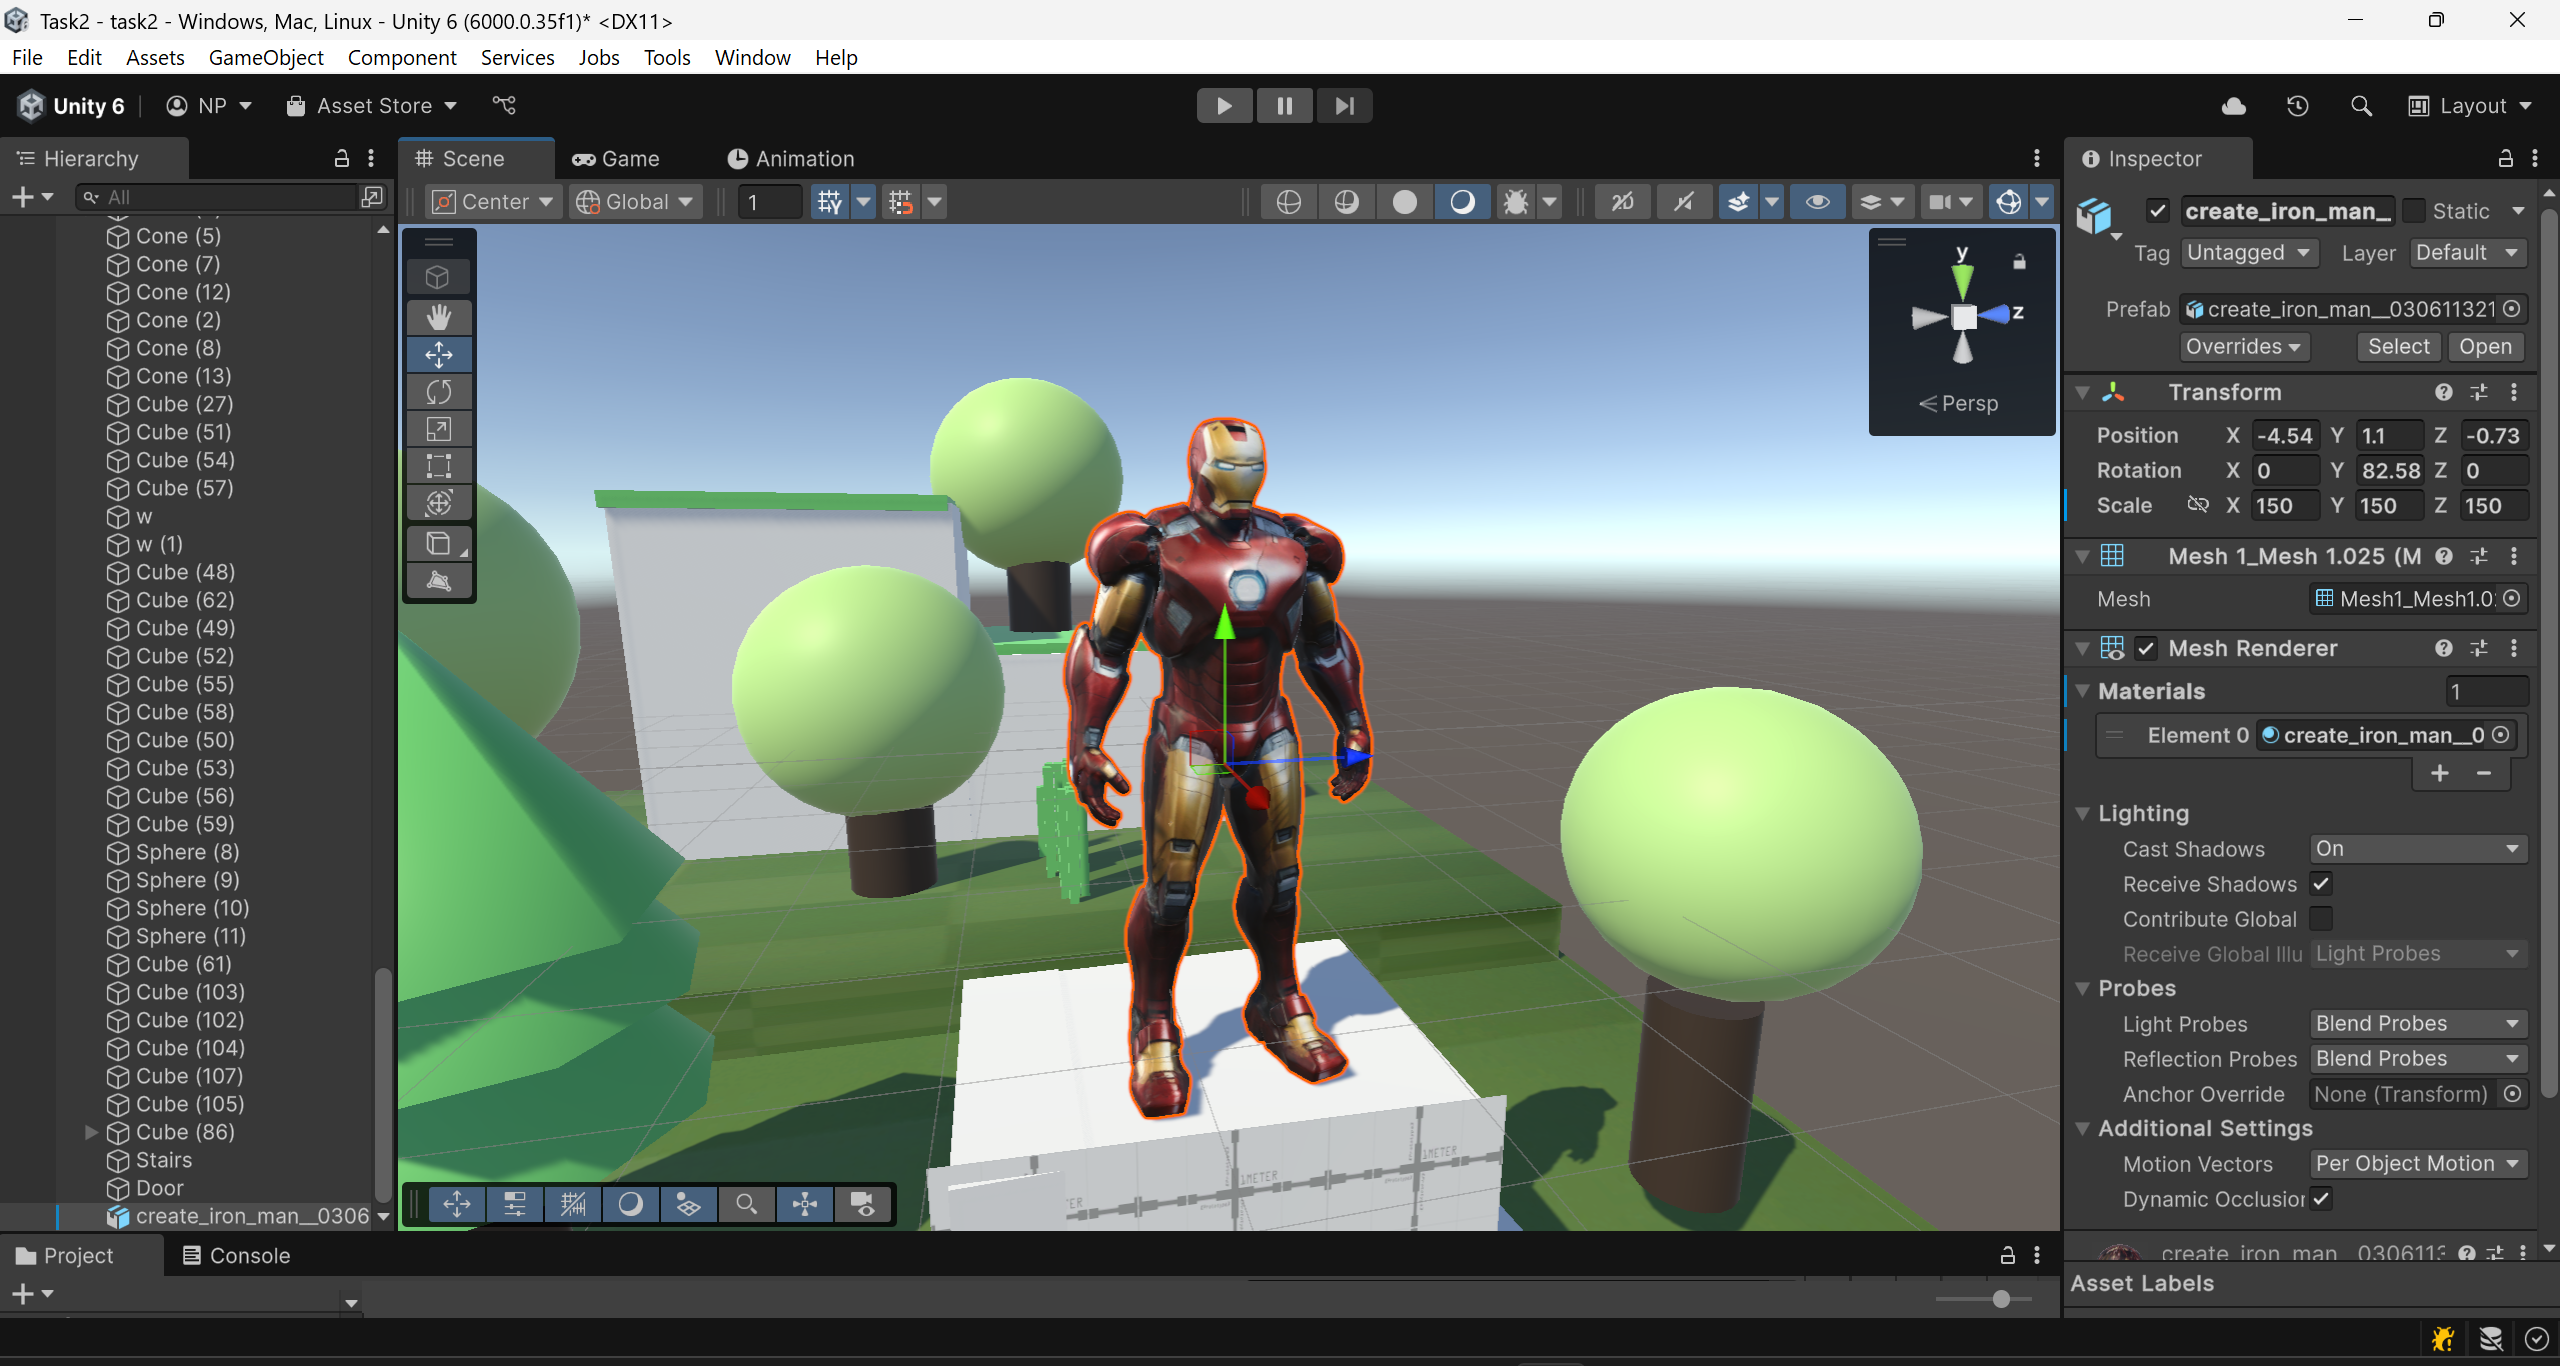 Task2 - task2 - Windows, Mac, Linux - Unity 6 (6000.0.35f1)* <DX11>
File Edit Assets GameObject Component Services Jobs Tools Window Help
Unity 6 NP Asset Store Layout
Hierarchy
All
Cone (5)
Cone (7)
Cone (12)
Cone (2)
Cone (8)
Cone (13)
Cube (27)
Cube (51)
Cube (54)
Cube (57)
w
w (1)
Cube (48)
Cube (62)
Cube (49)
Cube (52)
Cube (55)
Cube (58)
Cube (50)
Cube (53)
Cube (56)
Cube (59)
Sphere (8)
Sphere (9)
Sphere (10)
Sphere (11)
Cube (61)
Cube (103)
Cube (102)
Cube (104)
Cube (107)
Cube (105)
Cube (86)
Stairs
Door
create_iron_man__0306
Scene Game Animation
Center Global 1 2D
y
z
Persp
1METER
1METER
ER
Project Console
Inspector
create_iron_man_ Static
Tag Untagged Layer Default
Prefab create_iron_man__030611321
Overrides Select Open
Transform
Position X -4.54 Y 1.1 Z -0.73
Rotation X 0 Y 82.58 Z 0
Scale X 150 Y 150 Z 150
Mesh 1_Mesh 1.025 (M
Mesh Mesh1_Mesh1.0
Mesh Renderer
Materials 1
Element 0 create_iron_man__0
Lighting
Cast Shadows On
Receive Shadows
Contribute Global
Receive Global Illu Light Probes
Probes
Light Probes Blend Probes
Reflection Probes Blend Probes
Anchor Override None (Transform)
Additional Settings
Motion Vectors Per Object Motion
Dynamic Occlusion
create_iron_man__030611
Asset Labels